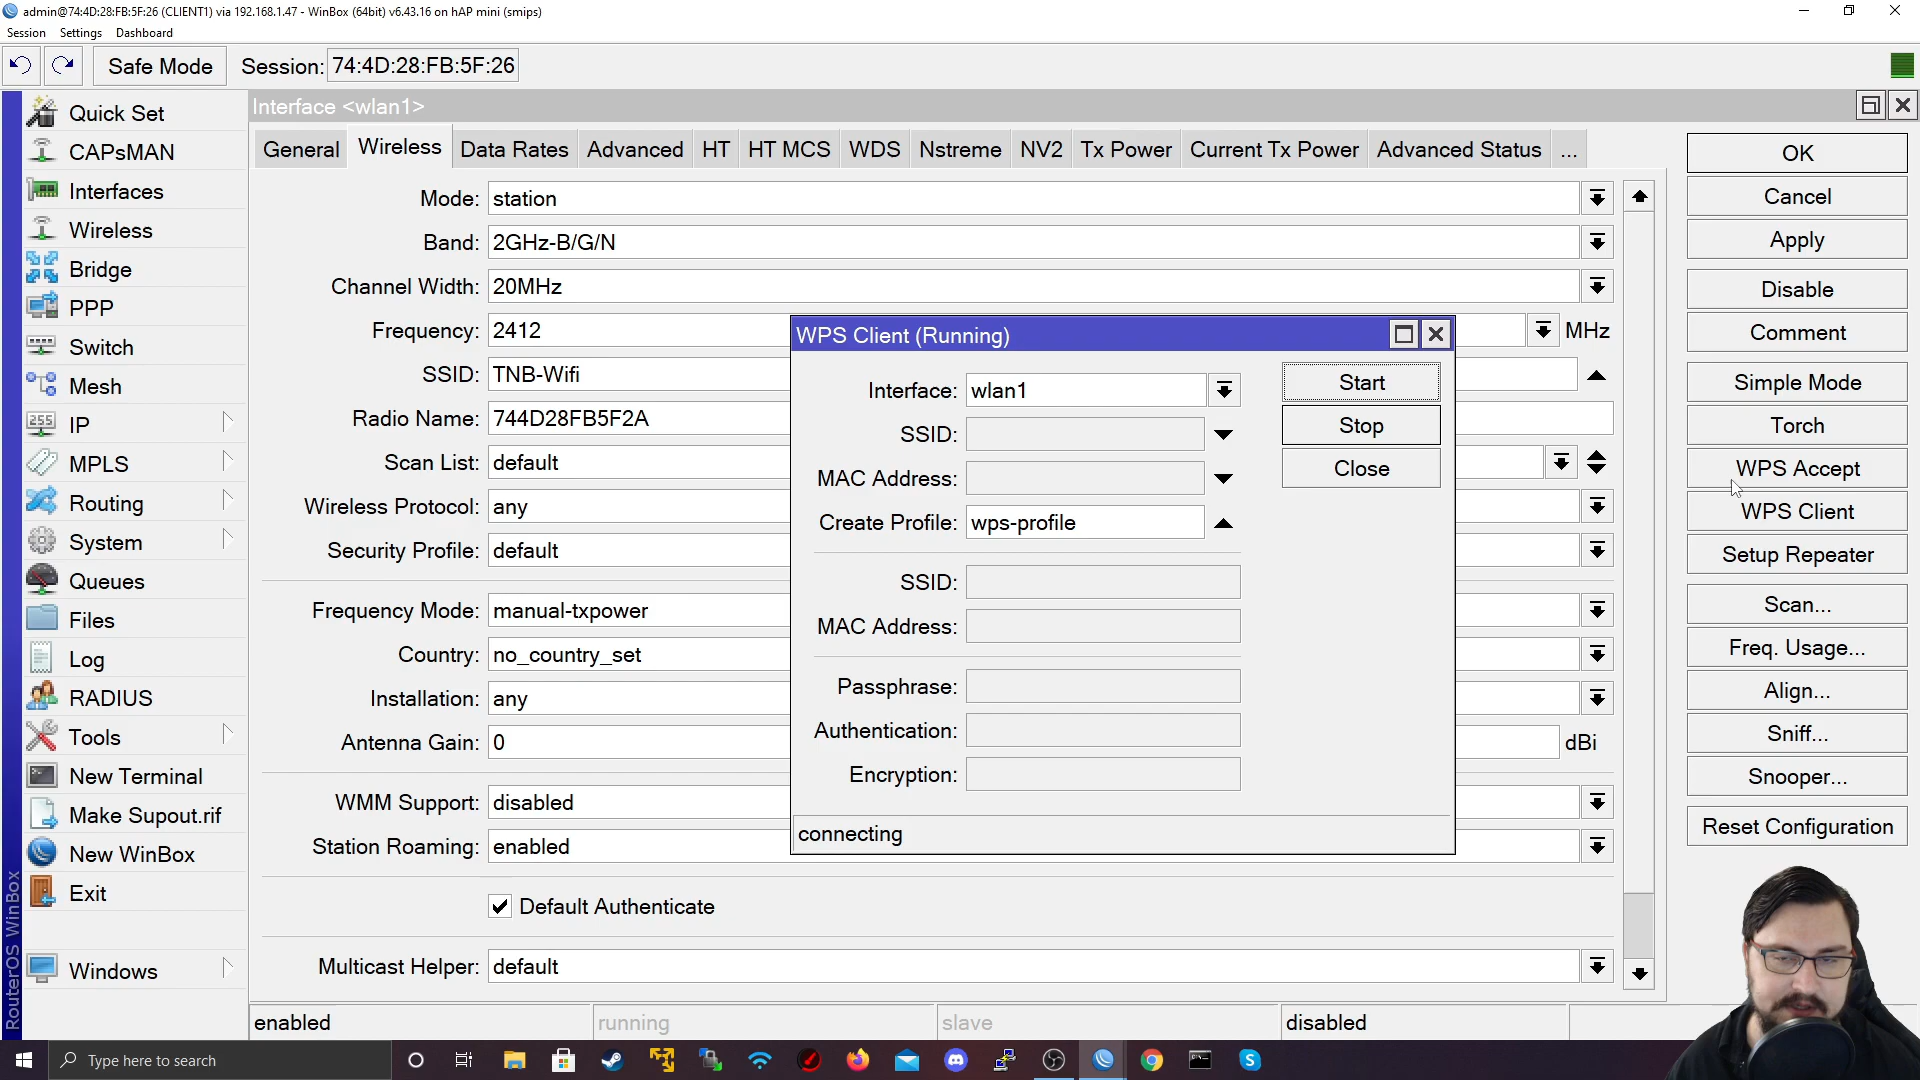 admin@74:4D:28:FB:5F:26 (CLIENT1) via 192.168.1.47 - WinBox (64bit) v6.43.16 on hAP mini (smips)
Session Settings Dashboard
Safe Mode Session: 74:4D:28:FB:5F:26
Quick Set
CAPsMAN
Interfaces
Wireless
Bridge
PPP
Switch
Mesh
IP
MPLS
Routing
System
Queues
Files
Log
RADIUS
Tools
New Terminal
Make Supout.rif
New WinBox
Exit
Windows
RouterOS WinBox
Interface <wlan1>
General Wireless Data Rates Advanced HT HT MCS WDS Nstreme NV2 Tx Power Current Tx Power Advanced Status ...
Mode: station
Band: 2GHz-B/G/N
Channel Width: 20MHz
Frequency: 2412 MHz
SSID: TNB-Wifi
Radio Name: 744D28FB5F2A
Scan List: default
Wireless Protocol: any
Security Profile: default
Frequency Mode: manual-txpower
Country: no_country_set
Installation: any
Antenna Gain: 0 dBi
WMM Support: disabled
Station Roaming: enabled
Default Authenticate
Multicast Helper: default
enabled running slave disabled
WPS Client (Running)
Interface: wlan1
SSID:
MAC Address:
Create Profile: wps-profile
SSID:
MAC Address:
Passphrase:
Authentication:
Encryption:
connecting
Start
Stop
Close
OK
Cancel
Apply
Disable
Comment
Simple Mode
Torch
WPS Accept
WPS Client
Setup Repeater
Scan...
Freq. Usage...
Align...
Sniff...
Snooper...
Reset Configuration
Type here to search